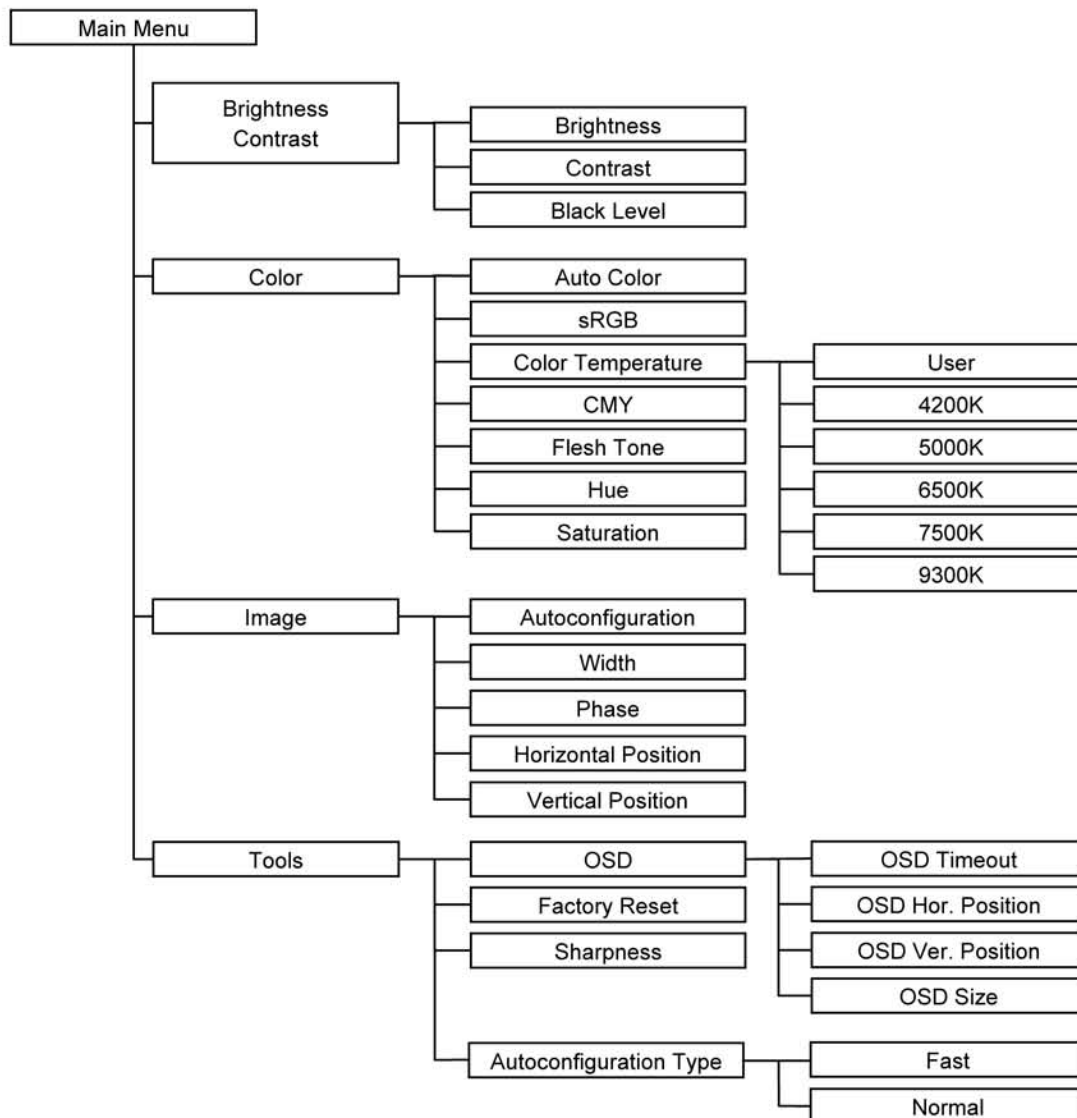 Main Menu
Brightness
Contrast
Brightness
Contrast
Black Level
Color
Auto Color
sRGB
Color Temperature
User
4200K
5000K
6500K
7500K
9300K
CMY
Flesh Tone
Hue
Saturation
Image
Autoconfiguration
Width
Phase
Horizontal Position
Vertical Position
Tools
OSD
OSD Timeout
OSD Hor. Position
OSD Ver. Position
OSD Size
Factory Reset
Sharpness
Autoconfiguration Type
Fast
Normal